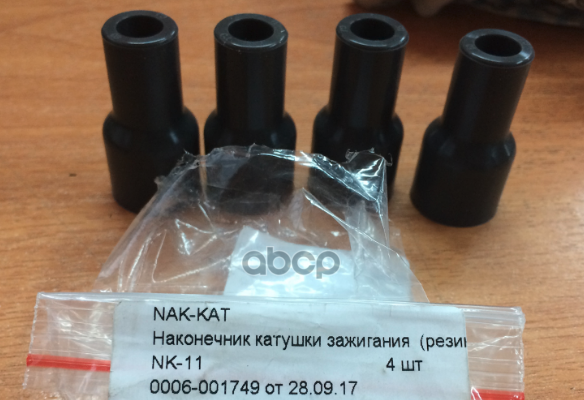 abcp
NAK-KAT
Наконечник катушки зажигания (рези
NK-11 4 шт
0006-001749 от 28.09.17